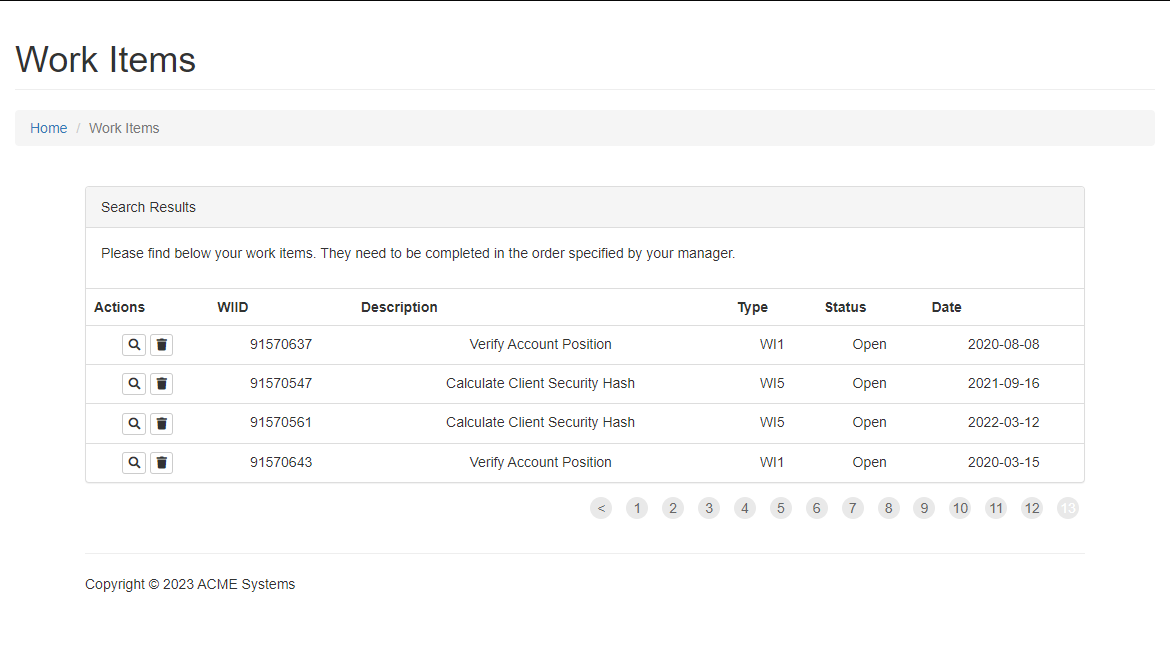 Work Items
Home / Work Items
Search Results
Please find below your work items. They need to be completed in the order specified by your manager.
Actions WIID Description Type Status Date
91570637 Verify Account Position WI1 Open 2020-08-08
91570547 Calculate Client Security Hash WI5 Open 2021-09-16
91570561 Calculate Client Security Hash WI5 Open 2022-03-12
91570643 Verify Account Position WI1 Open 2020-03-15
< 1 2 3 4 5 6 7 8 9 10 11 12 13
Copyright © 2023 ACME Systems